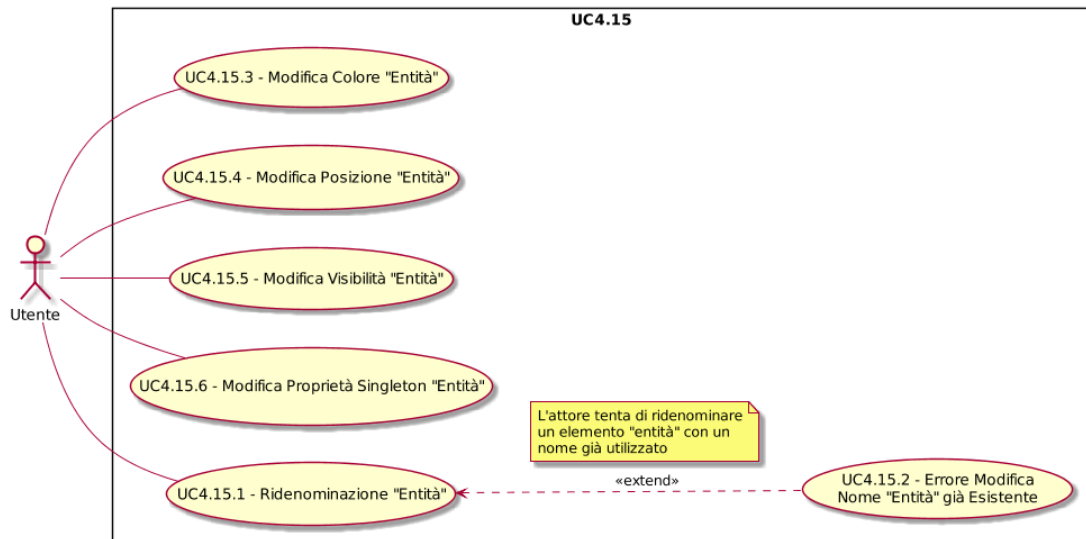 UC4.15
UC4.15.3 - Modifica Colore "Entità"
UC4.15.4 - Modifica Posizione "Entità"
UC4.15.5 - Modifica Visibilità "Entità"
Utente
UC4.15.6 - Modifica Proprietà Singleton "Entità"
L'attore tenta di ridenominare
un elemento "entità" con un
nome già utilizzato
UC4.15.1 - Ridenominazione "Entità"
«extend»
UC4.15.2 - Errore Modifica
Nome "Entità" già Esistente